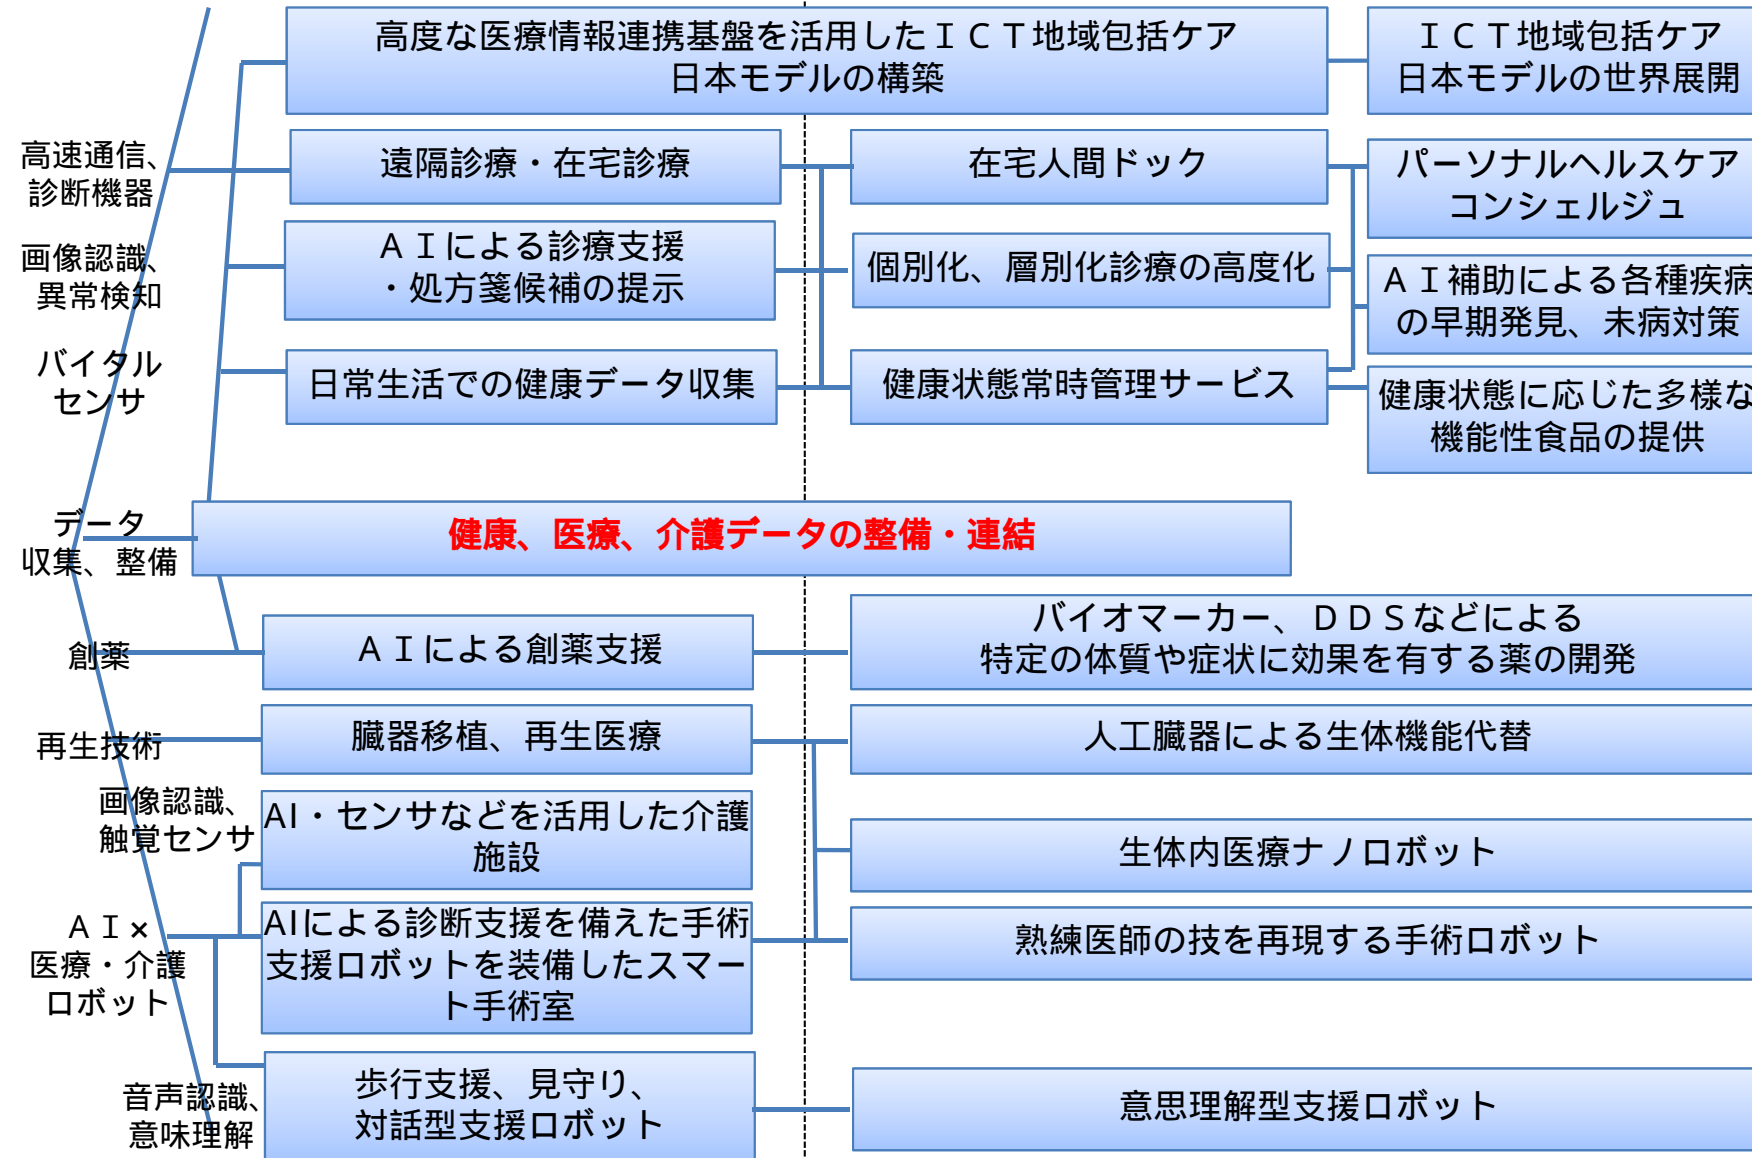 高度な医療情報連携基盤を活用したＩＣＴ地域包括ケア
日本モデルの構築
ＩＣＴ地域包括ケア
日本モデルの世界展開
高速通信、
診断機器
遠隔診療・在宅診療
在宅人間ドック
パーソナルヘルスケア
コンシェルジュ
画像認識、
異常検知
ＡＩによる診療支援
・処方箋候補の提示
個別化、層別化診療の高度化
ＡＩ補助による各種疾病
の早期発見、未病対策
バイタル
センサ
日常生活での健康データ収集
健康状態常時管理サービス
健康状態に応じた多様な
機能性食品の提供
データ
収集、整備
健康、医療、介護データの整備・連結
創薬
ＡＩによる創薬支援
バイオマーカー、ＤＤＳなどによる
特定の体質や症状に効果を有する薬の開発
再生技術
臓器移植、再生医療
人工臓器による生体機能代替
画像認識、
触覚センサ
AI・センサなどを活用した介護
施設
生体内医療ナノロボット
ＡＩ×
医療・介護
ロボット
AIによる診断支援を備えた手術
支援ロボットを装備したスマー
ト手術室
熟練医師の技を再現する手術ロボット
音声認識、
意味理解
歩行支援、見守り、
対話型支援ロボット
意思理解型支援ロボット